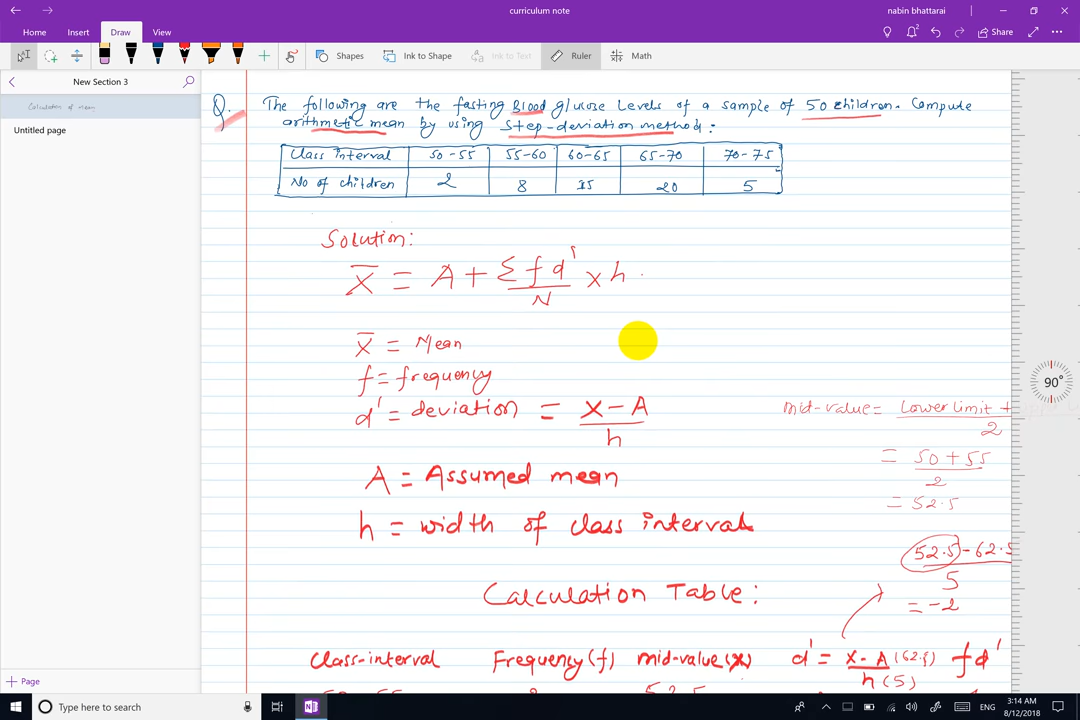 curriculum note
nabin bhattarai
Home Insert Draw View
Share
Shapes Ink to Shape Ink to Text Ruler Math
New Section 3
Calculation of mean
Untitled page
Q. The following are the fasting Blood glucose Levels of a sample of 50 children. Compute
arithmetic mean by using Step-deviation method:
Class interval 50-55 55-60 60-65 65-70 70-75
No of children 2 8 15 20 5
Solution:
X̅ = A + Σfd' / N × h
X̅ = Mean
f = frequency
d' = deviation = X-A / h
A = Assumed mean
h = width of class interval
90°
mid-value = Lower limit + / 2
= 50+55 / 2
= 52.5
52.5-62.5 / 5
= -2
Calculation Table:
Class-interval Frequency(f) mid-value(x) d' = X-A (62.5) / h(5) fd'
52.5
Page
Type here to search
ENG
3:14 AM
8/12/2018